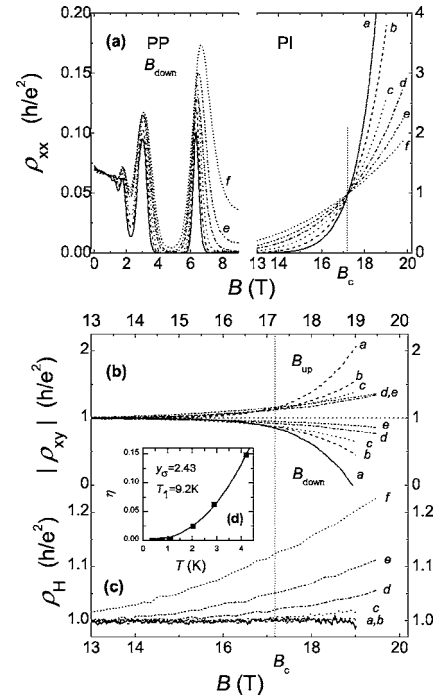 (a) PP PI
B_down
a b c d e f
f e
ρ_xx (h/e²)
0.20 0.15 0.10 0.05 0.00
4 3 2 1 0
0 2 4 6 8 13 14 16 18 20
B_c
B (T)
13 14 15 16 17 18 19 20
(b) B_up
a b c d,e
|ρ_xy| (h/e²)
2 1 0
2 1 0
e d c b a
B_down
η
0.15 0.10 0.05 0.00
y_σ=2.43
T_1=9.2K
(d)
0 1 2 3 4
T (K)
ρ_H (h/e²)
1.2 1.1 1.0
1.2 1.1 1.0
(c)
f e d c a,b
13 14 15 16 17 18 19 20
B_c
B (T)